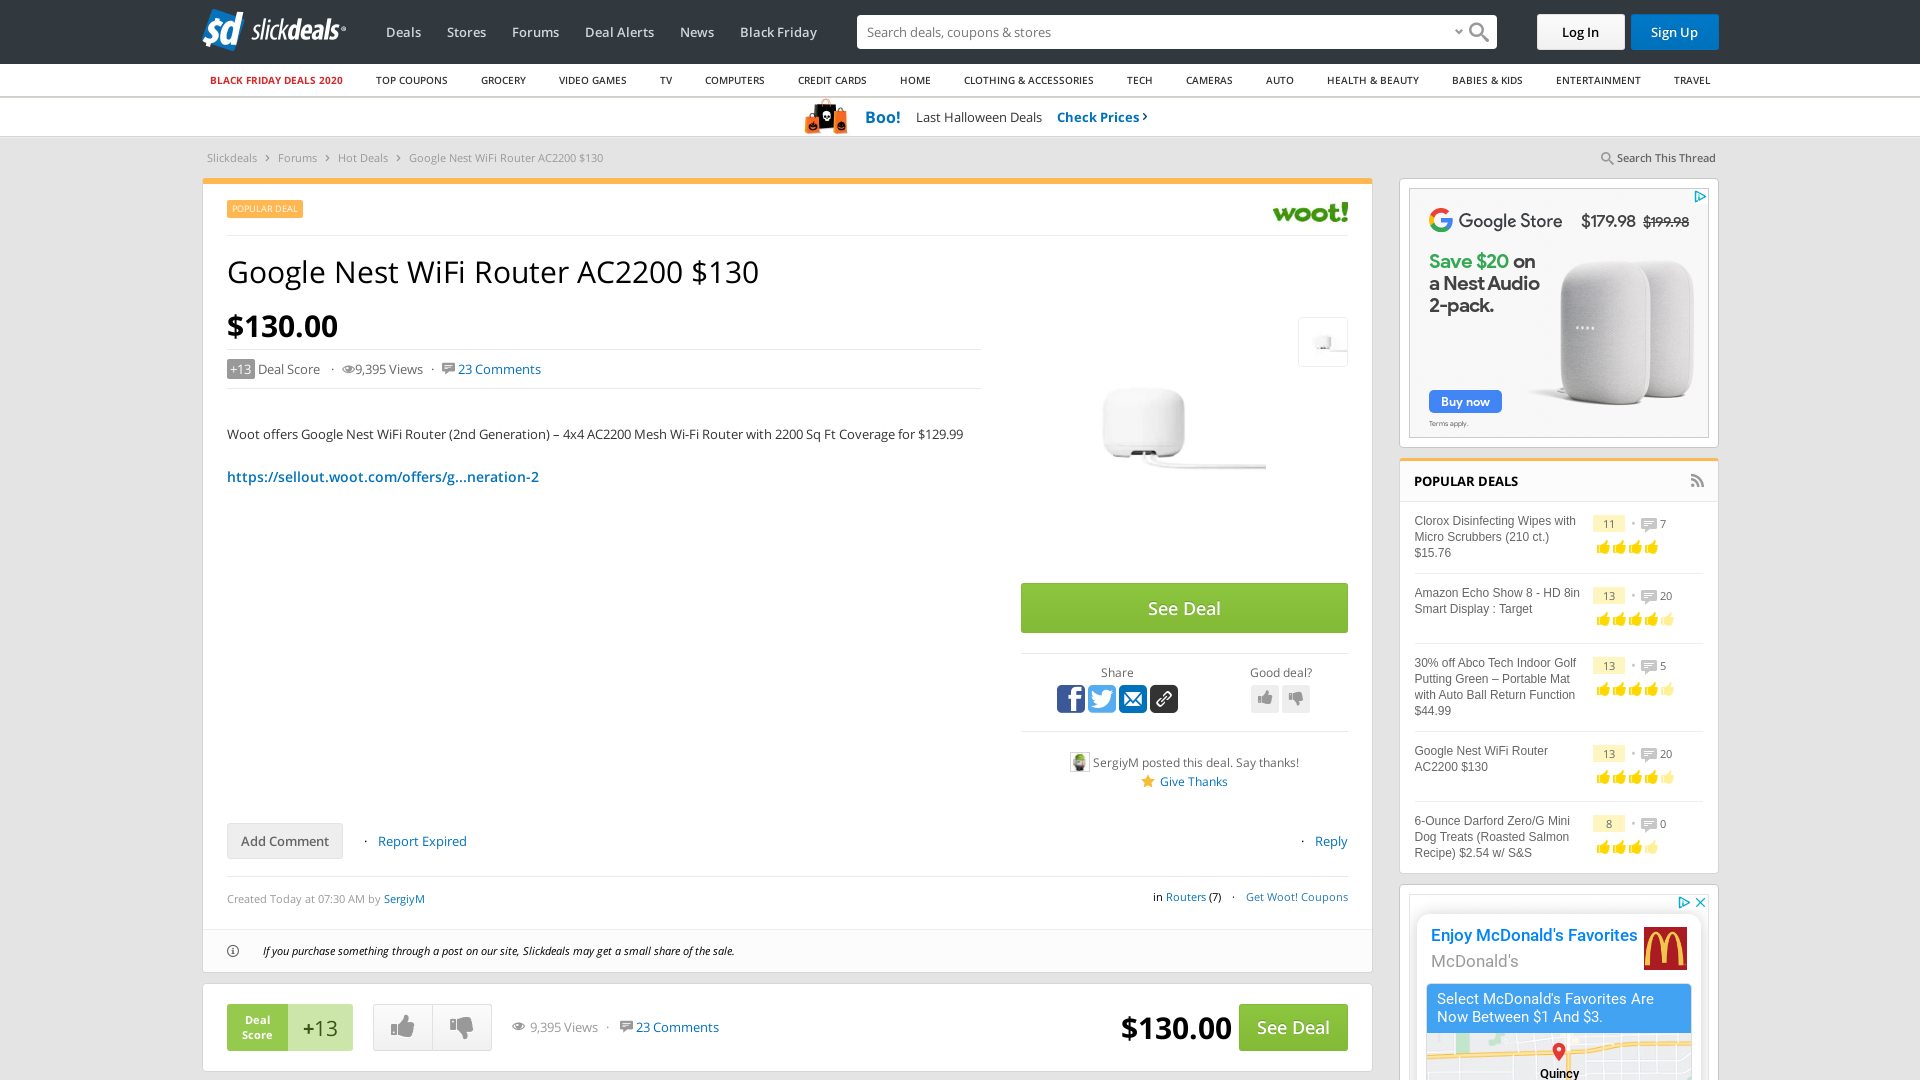 sd slickdeals
Deals Stores Forums Deal Alerts News Black Friday
Search deals, coupons & stores
Log In Sign Up
BLACK FRIDAY DEALS 2020 TOP COUPONS GROCERY VIDEO GAMES TV COMPUTERS CREDIT CARDS HOME CLOTHING & ACCESSORIES TECH CAMERAS AUTO HEALTH & BEAUTY BABIES & KIDS ENTERTAINMENT TRAVEL
Boo! Last Halloween Deals Check Prices ›
Slickdeals › Forums › Hot Deals › Google Nest WiFi Router AC2200 $130
Search This Thread
POPULAR DEAL
woot!
Google Nest WiFi Router AC2200 $130
$130.00
+13 Deal Score · 9,395 Views · 23 Comments
Woot offers Google Nest WiFi Router (2nd Generation) – 4x4 AC2200 Mesh Wi-Fi Router with 2200 Sq Ft Coverage for $129.99
https://sellout.woot.com/offers/g...neration-2
See Deal
Share
Good deal?
SergiyM posted this deal. Say thanks!
Give Thanks
Add Comment · Report Expired
· Reply
Created Today at 07:30 AM by SergiyM
in Routers (7) · Get Woot! Coupons
If you purchase something through a post on our site, Slickdeals may get a small share of the sale.
Deal
Score
+13
9,395 Views · 23 Comments
$130.00
See Deal
Google Store $179.98 $199.98
Save $20 on
a Nest Audio
2-pack.
Buy now
Terms apply.
POPULAR DEALS
Clorox Disinfecting Wipes with
Micro Scrubbers (210 ct.)
$15.76
11 • 7
Amazon Echo Show 8 - HD 8in
Smart Display : Target
13 • 20
30% off Abco Tech Indoor Golf
Putting Green – Portable Mat
with Auto Ball Return Function
$44.99
13 • 5
Google Nest WiFi Router
AC2200 $130
13 • 20
6-Ounce Darford Zero/G Mini
Dog Treats (Roasted Salmon
Recipe) $2.54 w/ S&S
8 • 0
Enjoy McDonald's Favorites
McDonald's
Select McDonald's Favorites Are
Now Between $1 And $3.
Quincy